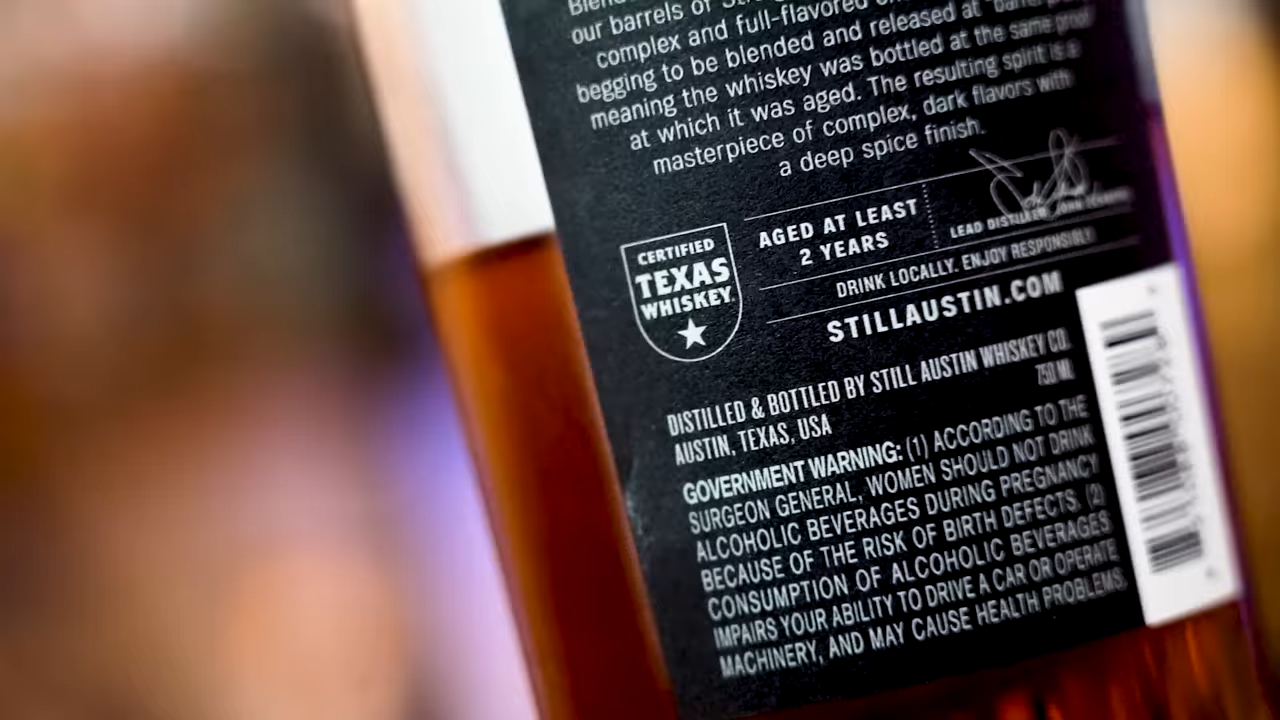 our barrels of
complex and full-flavored
begging to be blended and released at "barrel
meaning the whiskey was bottled at the same proof
at which it was aged. The resulting spirit is a
masterpiece of complex, dark flavors with
a deep spice finish.
CERTIFIED
TEXAS
WHISKEY
AGED AT LEAST
2 YEARS
LEAD DISTILLER, JOHN
DRINK LOCALLY. ENJOY RESPONSIBLY.
STILLAUSTIN.COM
DISTILLED & BOTTLED BY STILL AUSTIN WHISKEY CO.
AUSTIN, TEXAS, USA
750 ML
GOVERNMENT WARNING: (1) ACCORDING TO THE
SURGEON GENERAL, WOMEN SHOULD NOT DRINK
ALCOHOLIC BEVERAGES DURING PREGNANCY
BECAUSE OF THE RISK OF BIRTH DEFECTS. (2)
CONSUMPTION OF ALCOHOLIC BEVERAGES
IMPAIRS YOUR ABILITY TO DRIVE A CAR OR OPERATE
MACHINERY, AND MAY CAUSE HEALTH PROBLEMS.